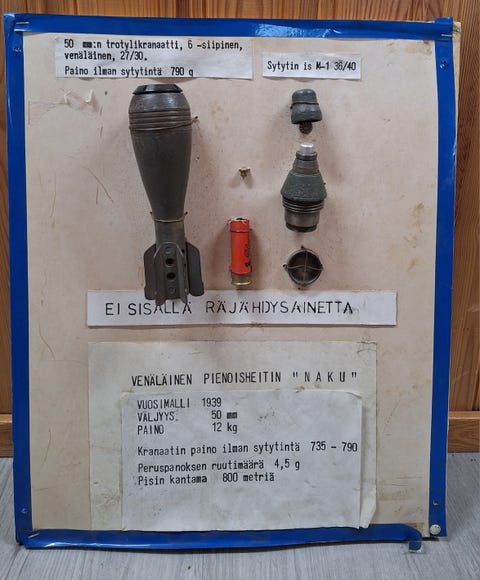 50 mm:n trotylikranaatti, 6 -siipinen,
venäläinen, 27/30.
Paino ilman sytytintä 790 g
Sytytin is M-1 36/40
EI SISÄLLÄ RÄJÄHDYSAINETTA
VENÄLÄINEN PIENOISHEITIN "NAKU"
VUOSIMALLI 1939
VÄLJYYS. 50 mm
PAINO 12 kg
Kranaatin paino ilman sytytintä 735 - 790
Peruspanoksen ruutimäärä 4,5 g
Pisin kantama 800 metriä